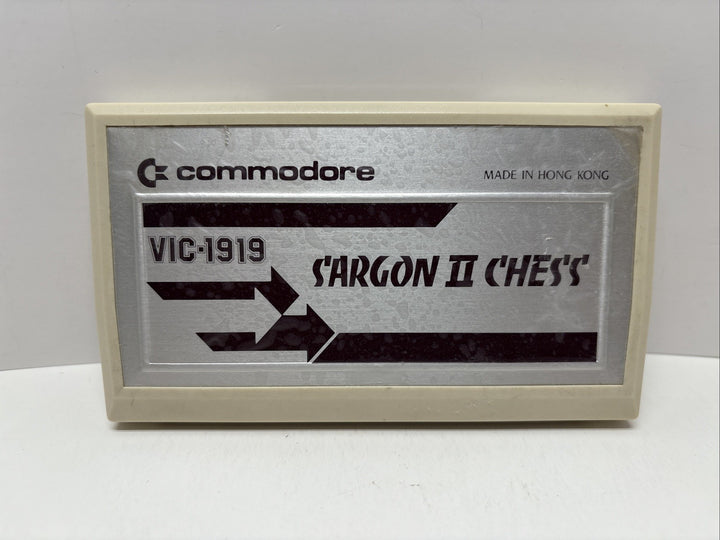 commodore
MADE IN HONG KONG
VIC-1919
SARGON II CHESS